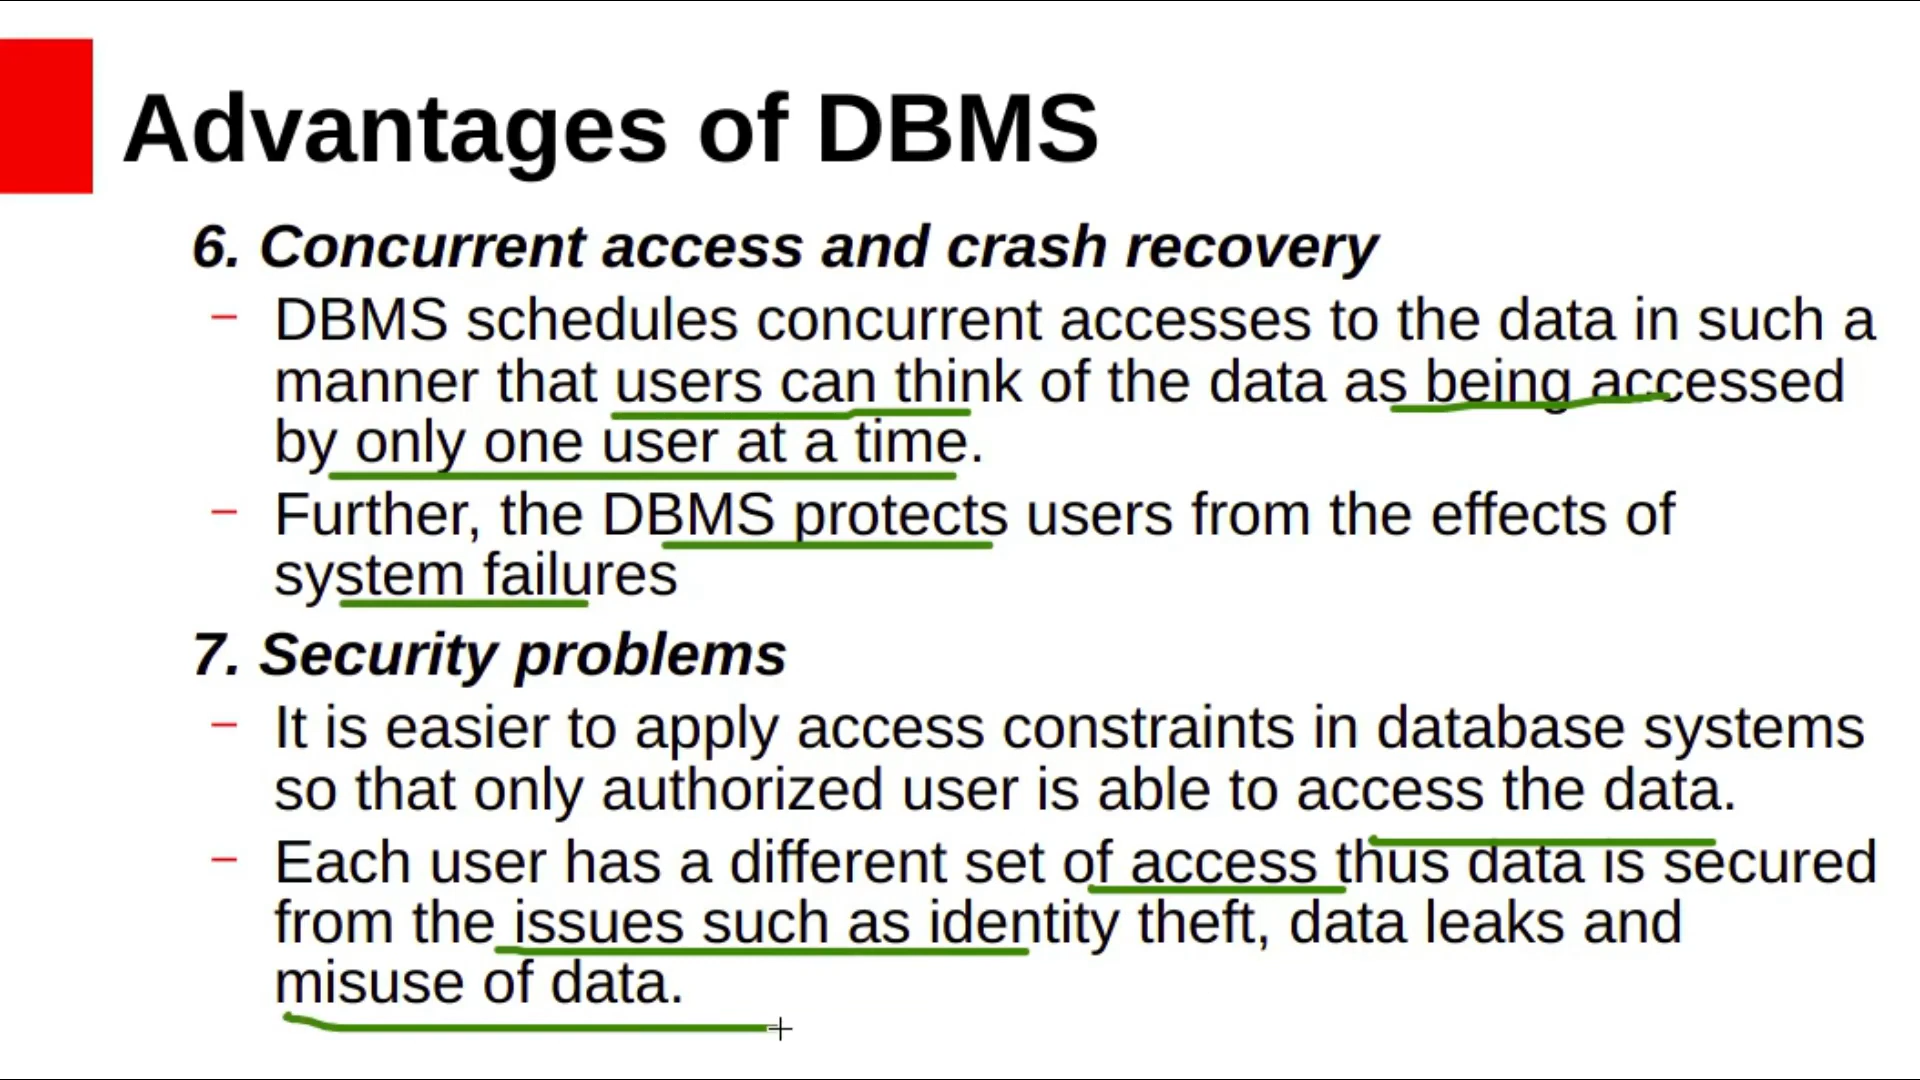 Advantages of DBMS
6. Concurrent access and crash recovery
– DBMS schedules concurrent accesses to the data in such a
manner that users can think of the data as being accessed
by only one user at a time.
– Further, the DBMS protects users from the effects of
system failures
7. Security problems
– It is easier to apply access constraints in database systems
so that only authorized user is able to access the data.
– Each user has a different set of access thus data is secured
from the issues such as identity theft, data leaks and
misuse of data.